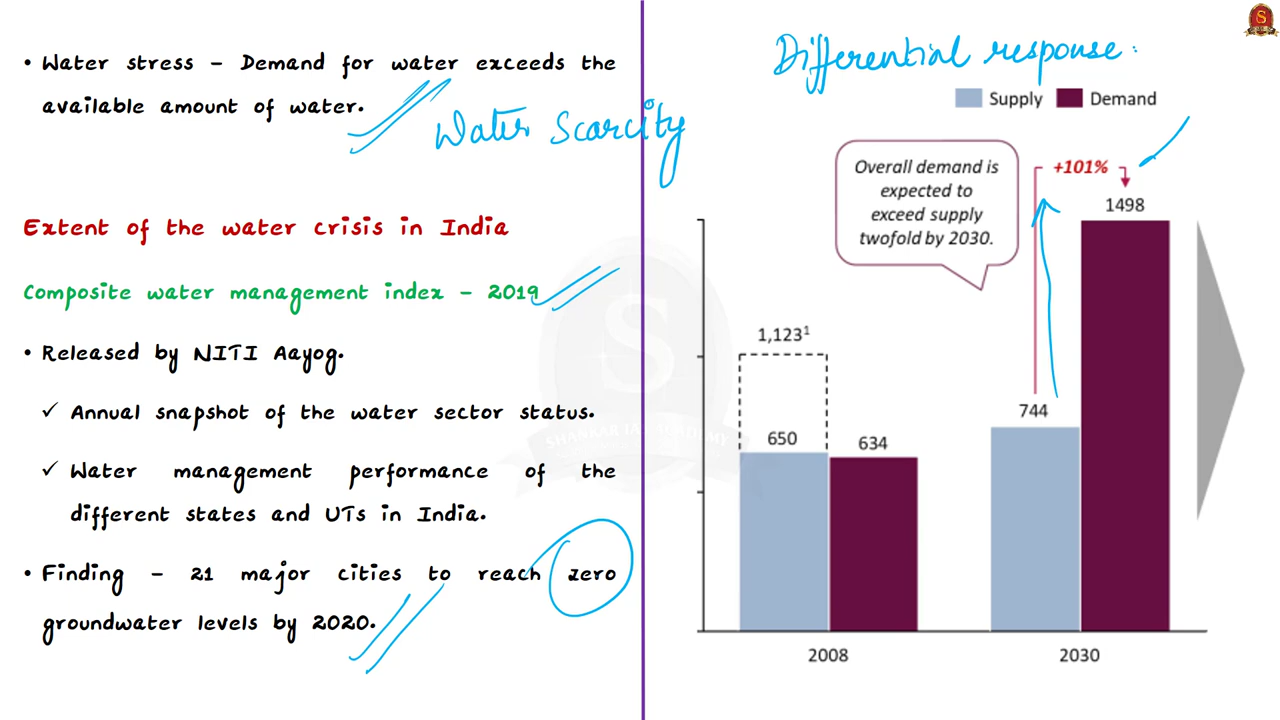 • Water stress – Demand for water exceeds the
available amount of water.
Water Scarcity
Extent of the water crisis in India
Composite water management index – 2019
• Released by NITI Aayog.
✓ Annual snapshot of the water sector status.
✓ Water management performance of the
different states and UTs in India.
• Finding – 21 major cities to reach zero
groundwater levels by 2020.
Differential response:
Supply Demand
Overall demand is
expected to
exceed supply
twofold by 2030.
+101%
1498
1,123¹
744
650
634
2008
2030
S
SHANKAR IAS ACADEMY